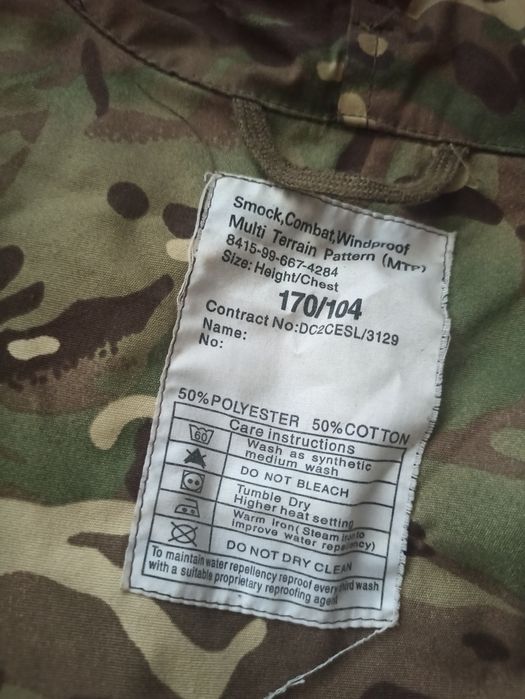 Smock,Combat,Windproof
Multi Terrain Pattern (MTP)
8415-99-667-4284
Size: Height/Chest
170/104
Contract No:DC2CESL/3129
Name:
No:
50%POLYESTER 50%COTTON
Care instructions
60
Wash as synthetic
medium wash
DO NOT BLEACH
Tumble Dry
Higher heat setting
Warm Iron( Steam iron to
improve water repellency)
DO NOT DRY CLEAN
To maintain water repellency reproof every third wash
with a suitable proprietary reproofing agent